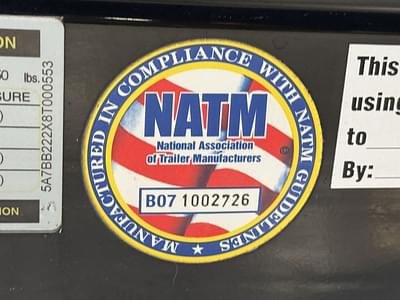 ON
50 lbs.
SURE
)
)
)
ION
5A7BB222X8T000553
MANUFACTURED IN COMPLIANCE WITH NATM GUIDELINES
NATM
National Association
of Trailer Manufacturers
B07 1002726
This
using
to
By: